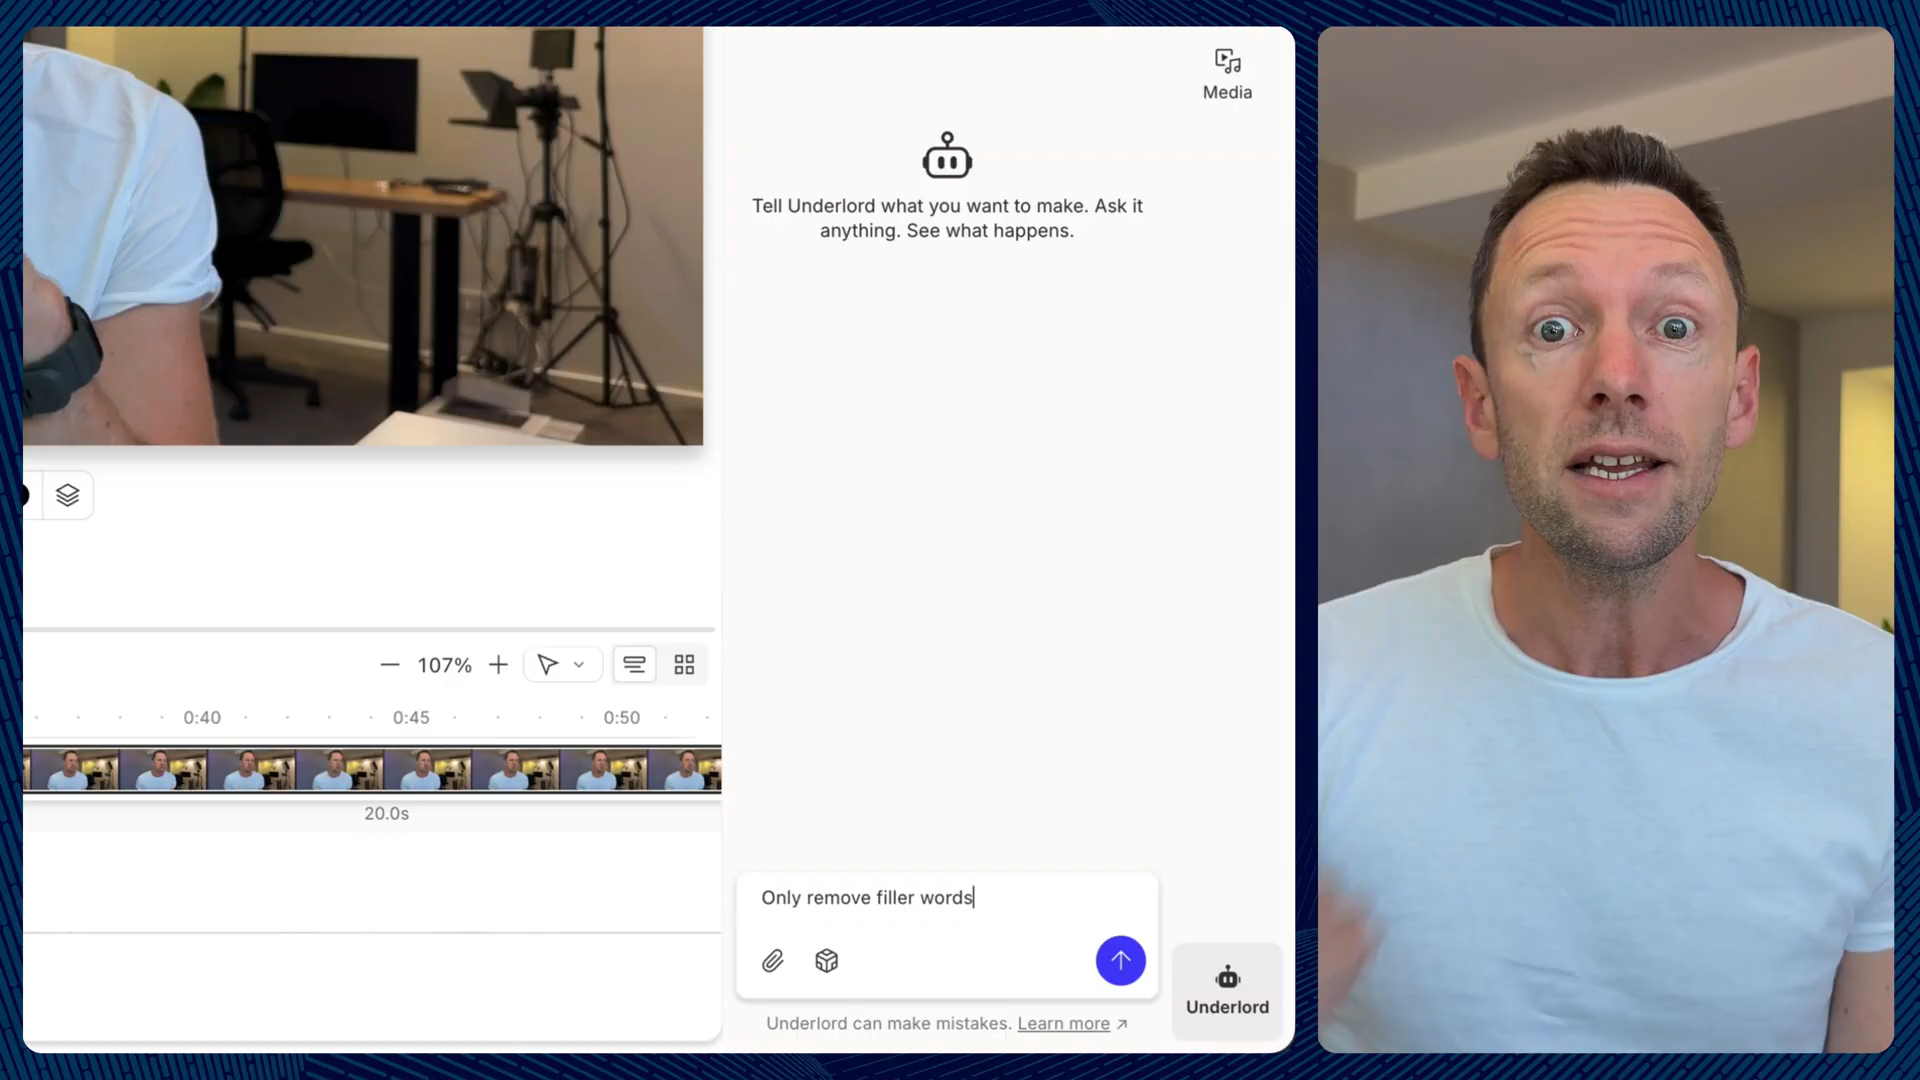 Media
Tell Underlord what you want to make. Ask it
anything. See what happens.
107%
0:40
0:45
0:50
20.0s
Only remove filler words
Underlord
Underlord can make mistakes. Learn more ↗